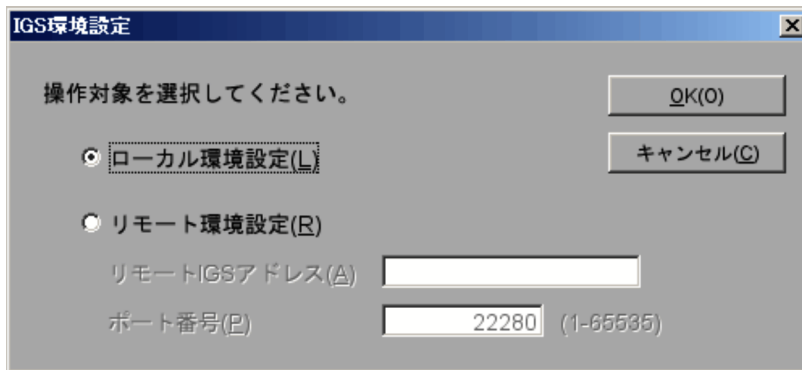 IGS環境設定
操作対象を選択してください。
OK(O)
ローカル環境設定(L)
キャンセル(C)
リモート環境設定(R)
リモートIGSアドレス(A)
ポート番号(P) 22280 (1-65535)